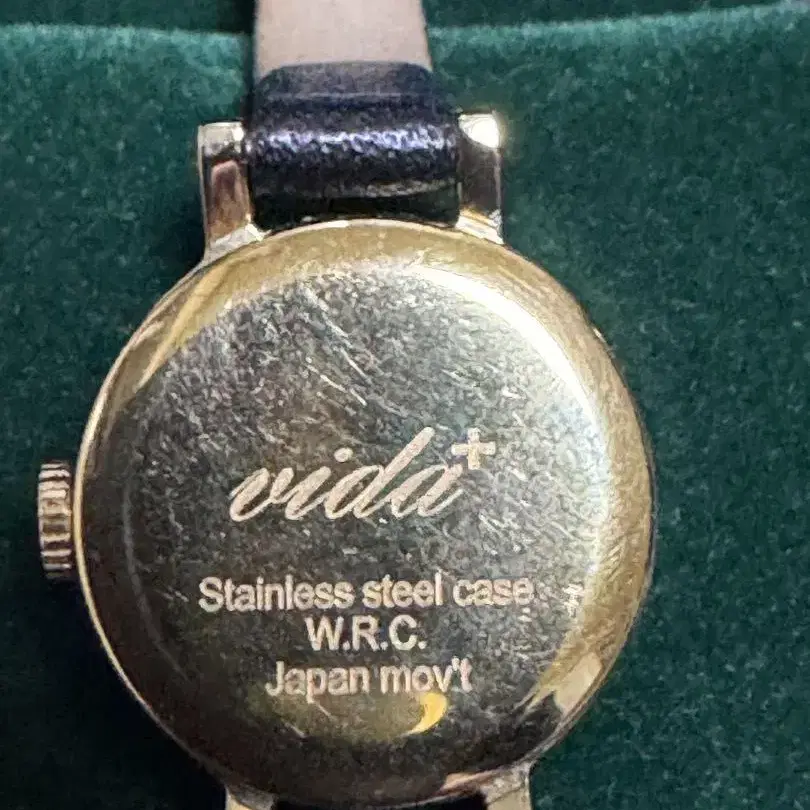 vida+
Stainless steel case
W.R.C.
Japan mov't